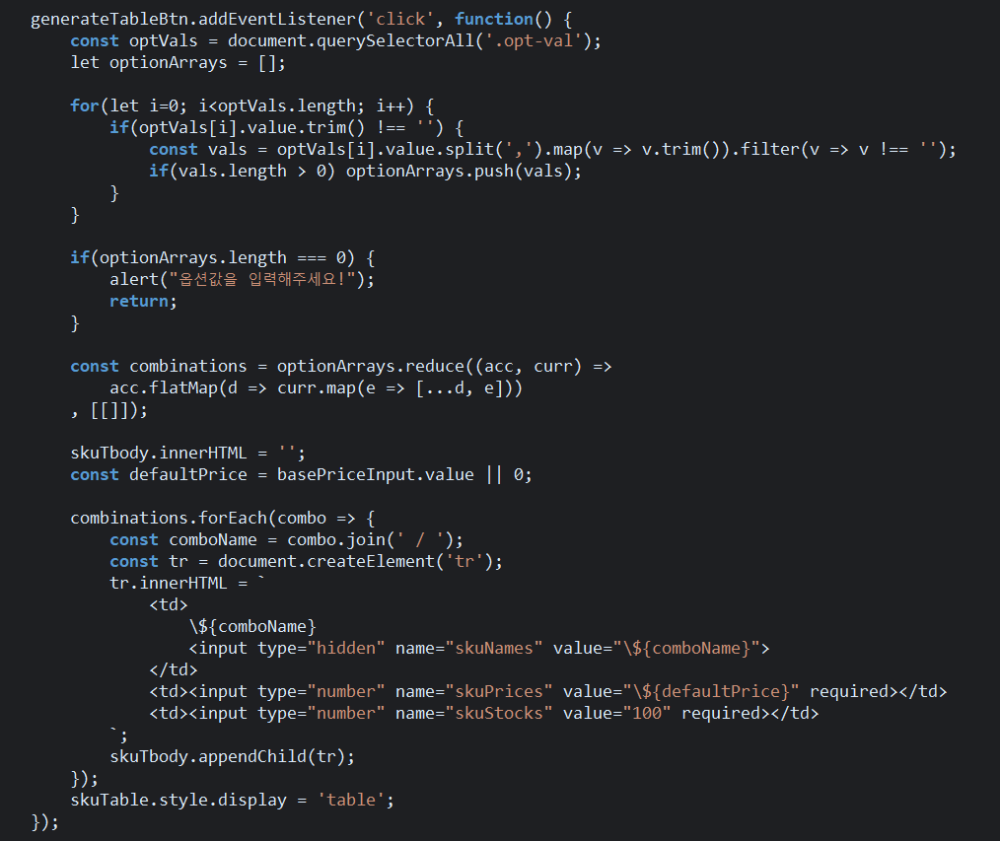 generateTableBtn.addEventListener('click', function() {
    const optVals = document.querySelectorAll('.opt-val');
    let optionArrays = [];

    for(let i=0; i<optVals.length; i++) {
        if(optVals[i].value.trim() !== '') {
            const vals = optVals[i].value.split(',').map(v => v.trim()).filter(v => v !== '');
            if(vals.length > 0) optionArrays.push(vals);
        }
    }

    if(optionArrays.length === 0) {
        alert("옵션값을 입력해주세요!");
        return;
    }

    const combinations = optionArrays.reduce((acc, curr) =>
        acc.flatMap(d => curr.map(e => [...d, e]))
    , [[]]);

    skuTbody.innerHTML = '';
    const defaultPrice = basePriceInput.value || 0;

    combinations.forEach(combo => {
        const comboName = combo.join(' / ');
        const tr = document.createElement('tr');
        tr.innerHTML = `
            <td>
                \${comboName}
                <input type="hidden" name="skuNames" value="\${comboName}">
            </td>
            <td><input type="number" name="skuPrices" value="\${defaultPrice}" required></td>
            <td><input type="number" name="skuStocks" value="100" required></td>
        `;
        skuTbody.appendChild(tr);
    });
    skuTable.style.display = 'table';
});